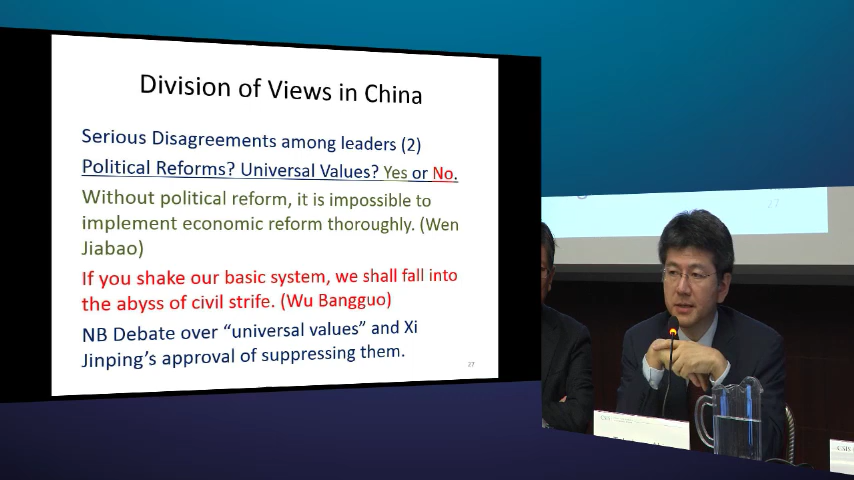 Division of Views in China
Serious Disagreements among leaders (2)
Political Reforms? Universal Values? Yes or No.
Without political reform, it is impossible to
implement economic reform thoroughly. (Wen
Jiabao)
If you shake our basic system, we shall fall into
the abyss of civil strife. (Wu Bangguo)
NB Debate over “universal values” and Xi
Jinping’s approval of suppressing them.
27
27
CSIS
CSIS